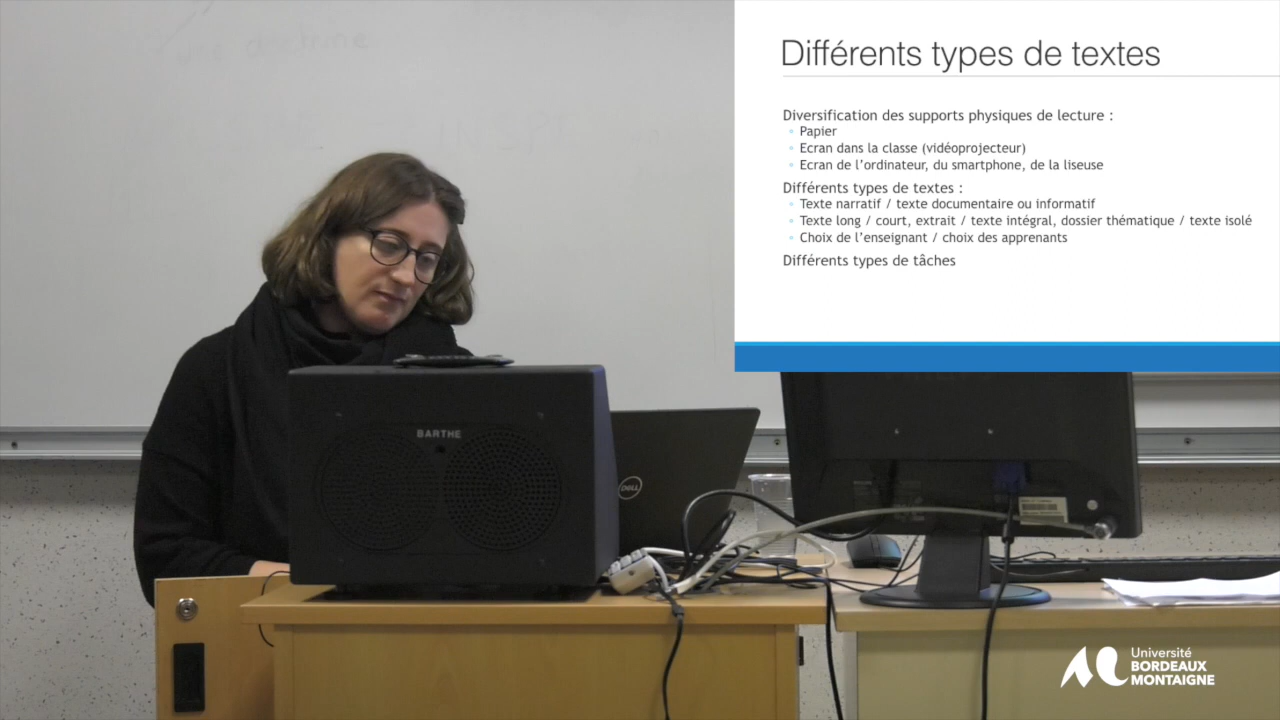 une doctrine
Différents types de textes
Diversification des supports physiques de lecture :
Papier
Ecran dans la classe (vidéoprojecteur)
Ecran de l’ordinateur, du smartphone, de la liseuse
Différents types de textes :
Texte narratif / texte documentaire ou informatif
Texte long / court, extrait / texte intégral, dossier thématique / texte isolé
Choix de l’enseignant / choix des apprenants
Différents types de tâches
BARTHE
DELL
Université
BORDEAUX
MONTAIGNE